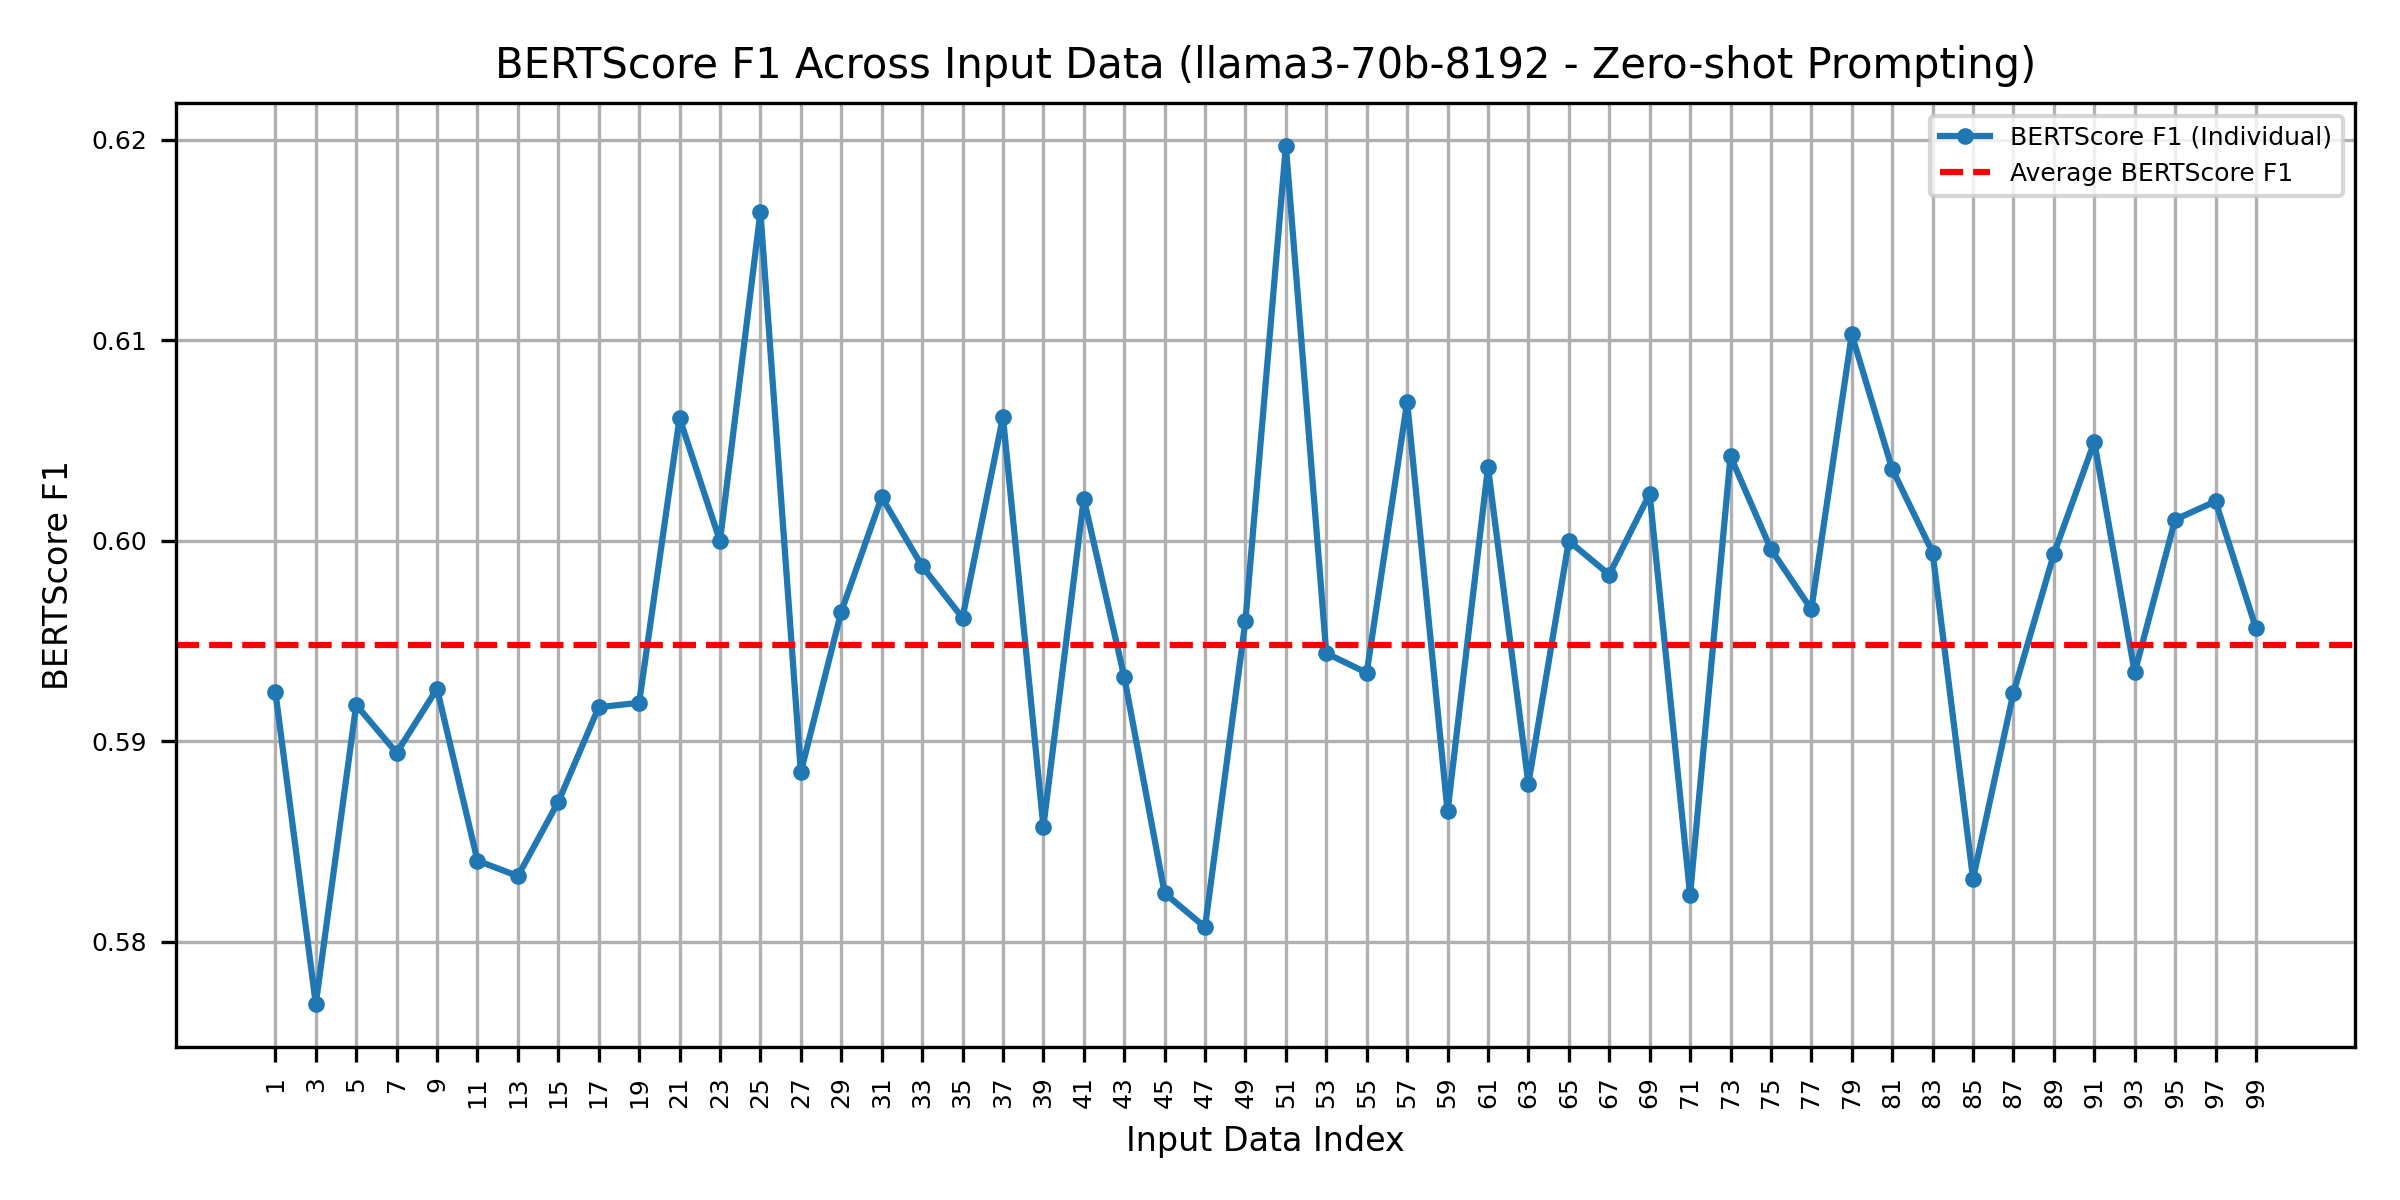 BERTScore F1 Across Input Data (llama3-70b-8192 - Zero-shot Prompting)
BERTScore F1 (Individual)
Average BERTScore F1
0.62
0.61
0.60
0.59
0.58
BERTScore F1
1 3 5 7 9 11 13 15 17 19 21 23 25 27 29 31 33 35 37 39 41 43 45 47 49 51 53 55 57 59 61 63 65 67 69 71 73 75 77 79 81 83 85 87 89 91 93 95 97 99
Input Data Index